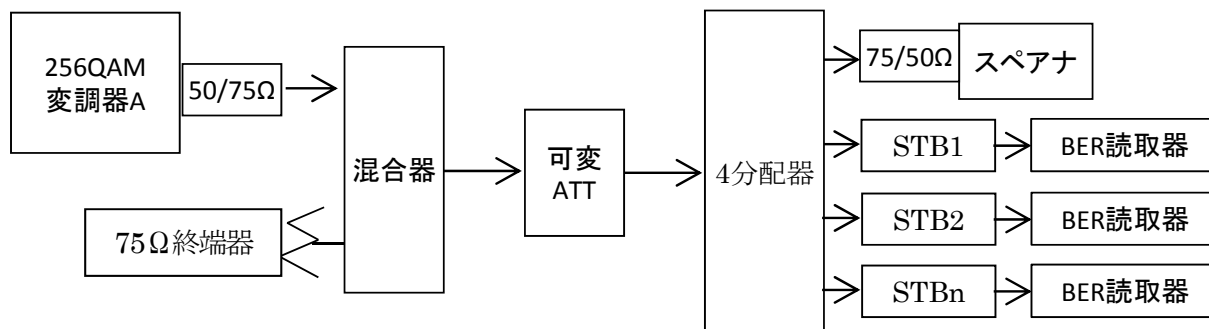 256QAM
変調器A
50/75Ω
75Ω終端器
混合器
可変
ATT
4分配器
75/50Ω
スペアナ
STB1
BER読取器
STB2
BER読取器
STBn
BER読取器